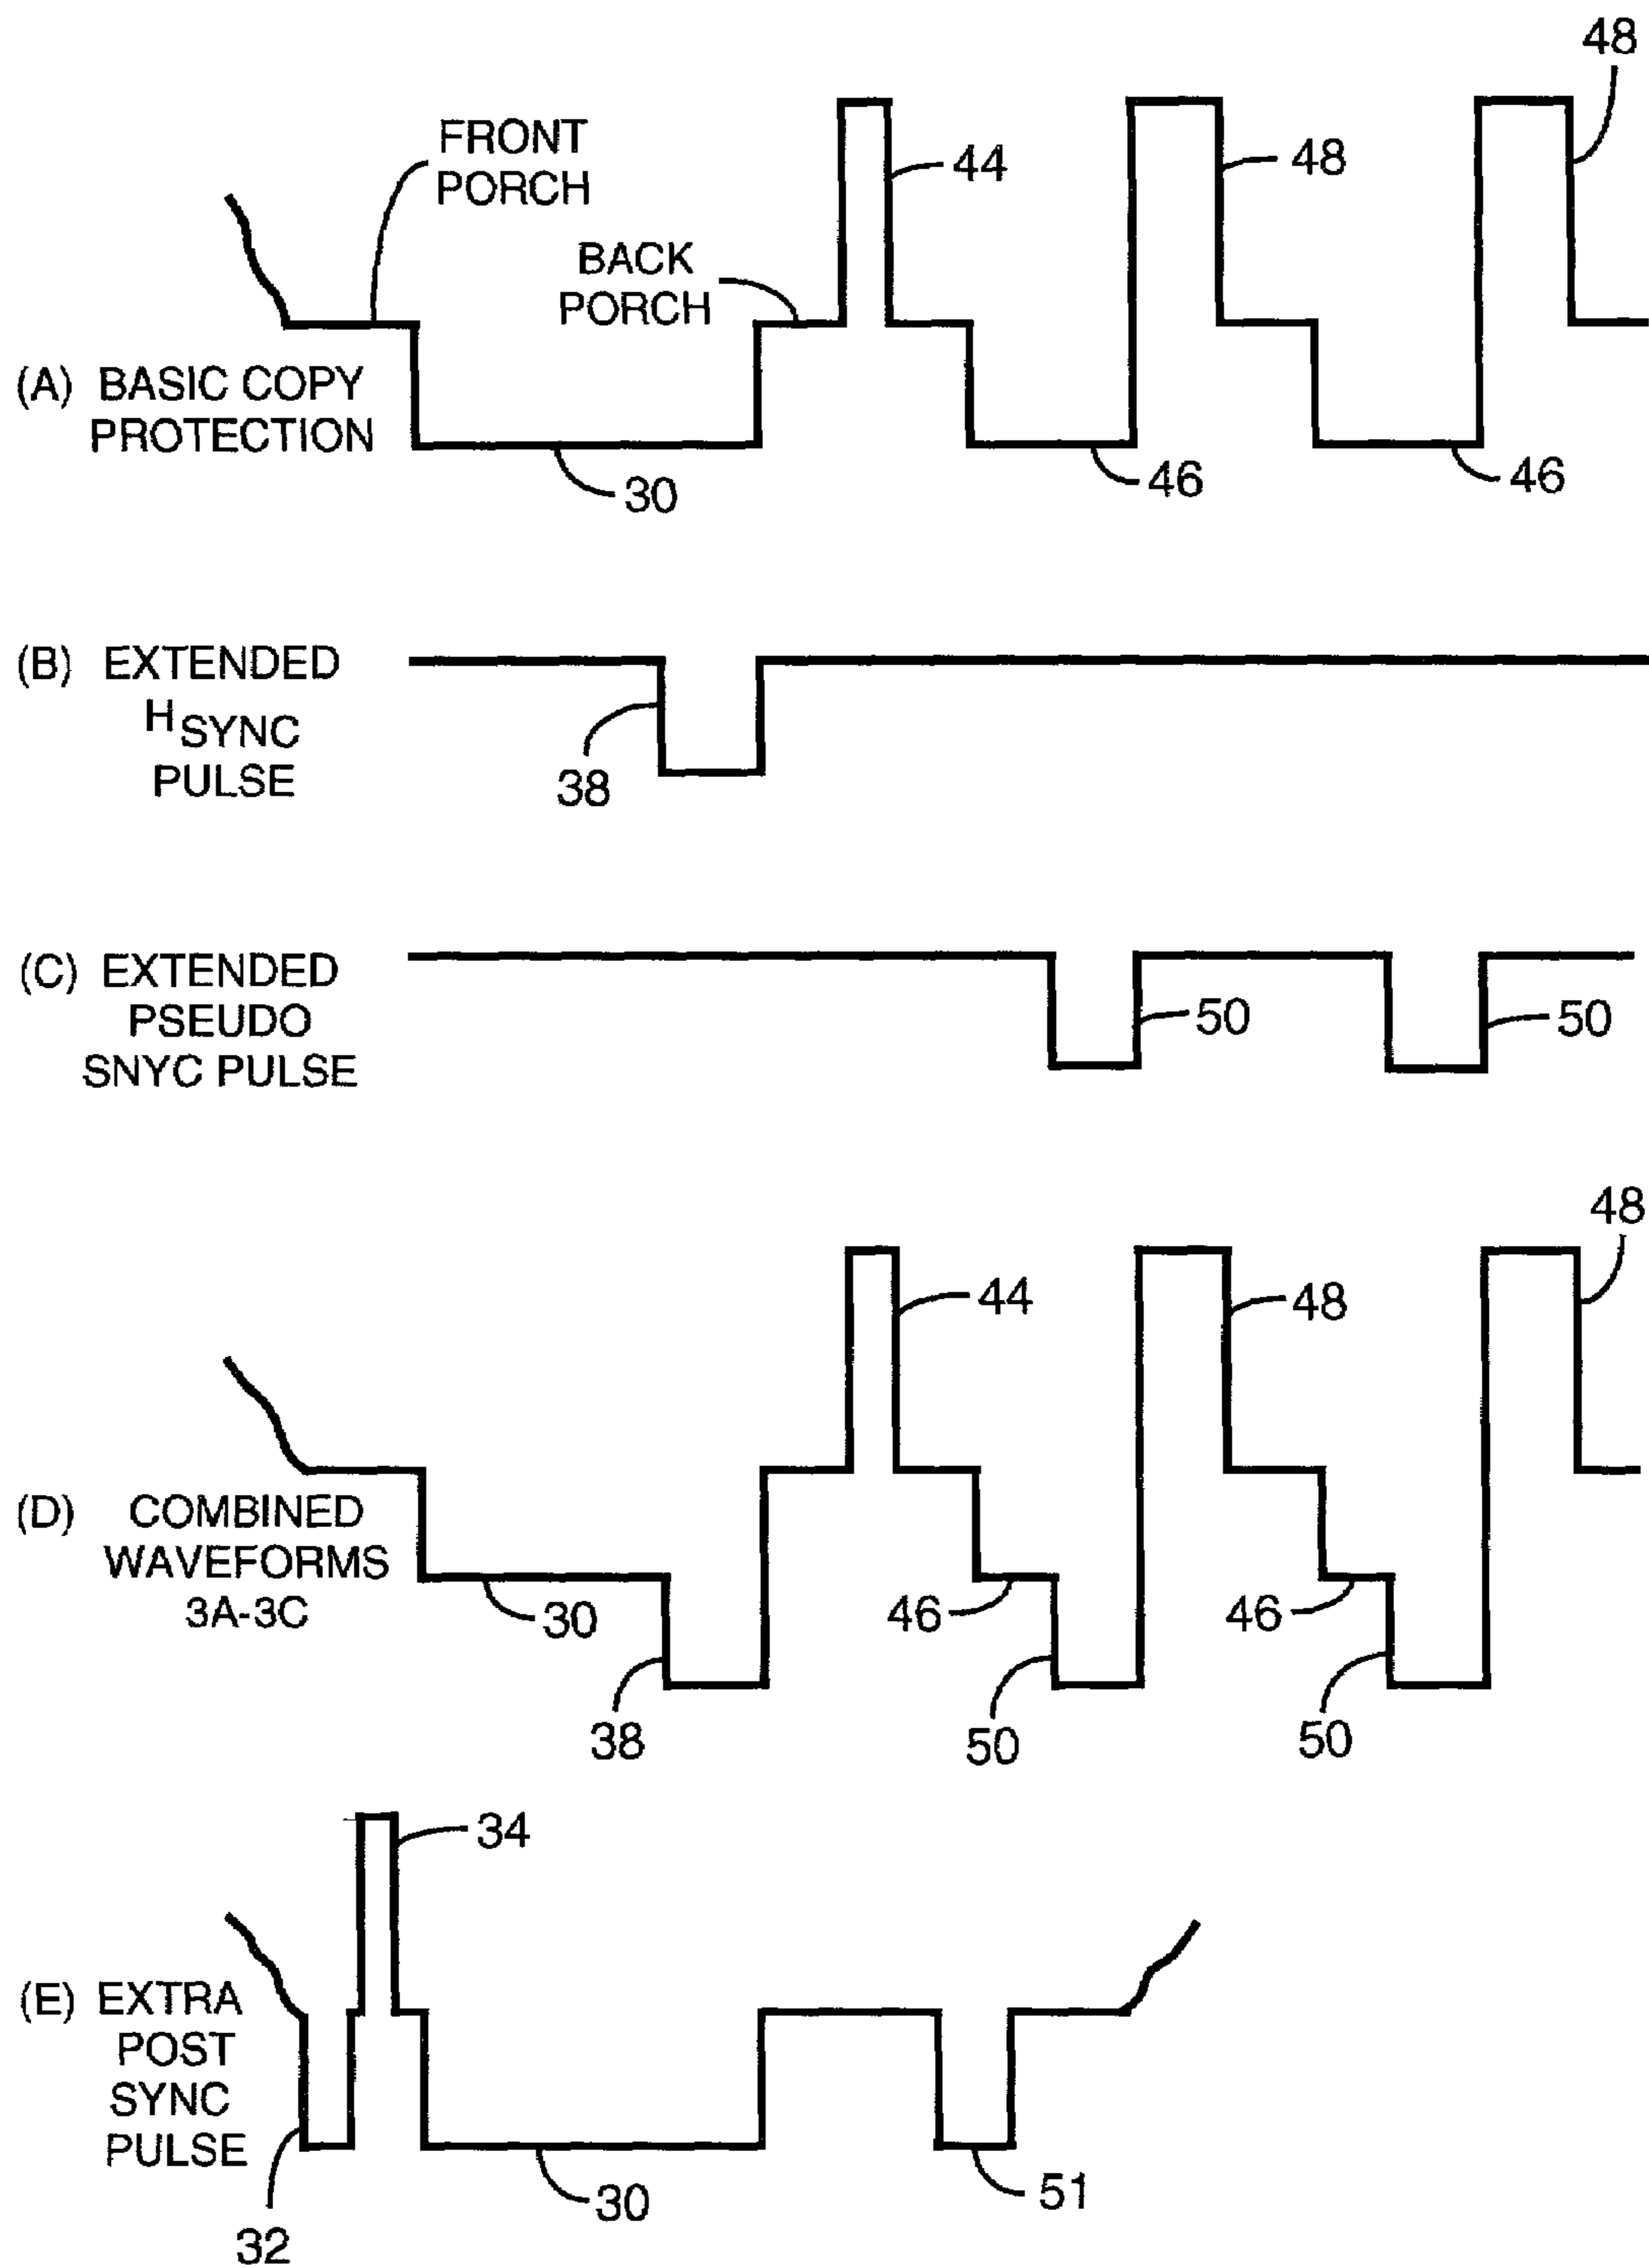 48
FRONT
PORCH
44
48
BACK
PORCH
(A) BASIC COPY
PROTECTION
30
46
46
(B) EXTENDED
HSYNC
PULSE
38
(C) EXTENDED
PSEUDO
SNYC PULSE
50
50
48
44
48
(D) COMBINED
WAVEFORMS
3A-3C
30
46
46
38
50
50
34
(E) EXTRA
POST
SYNC
PULSE
32
30
51